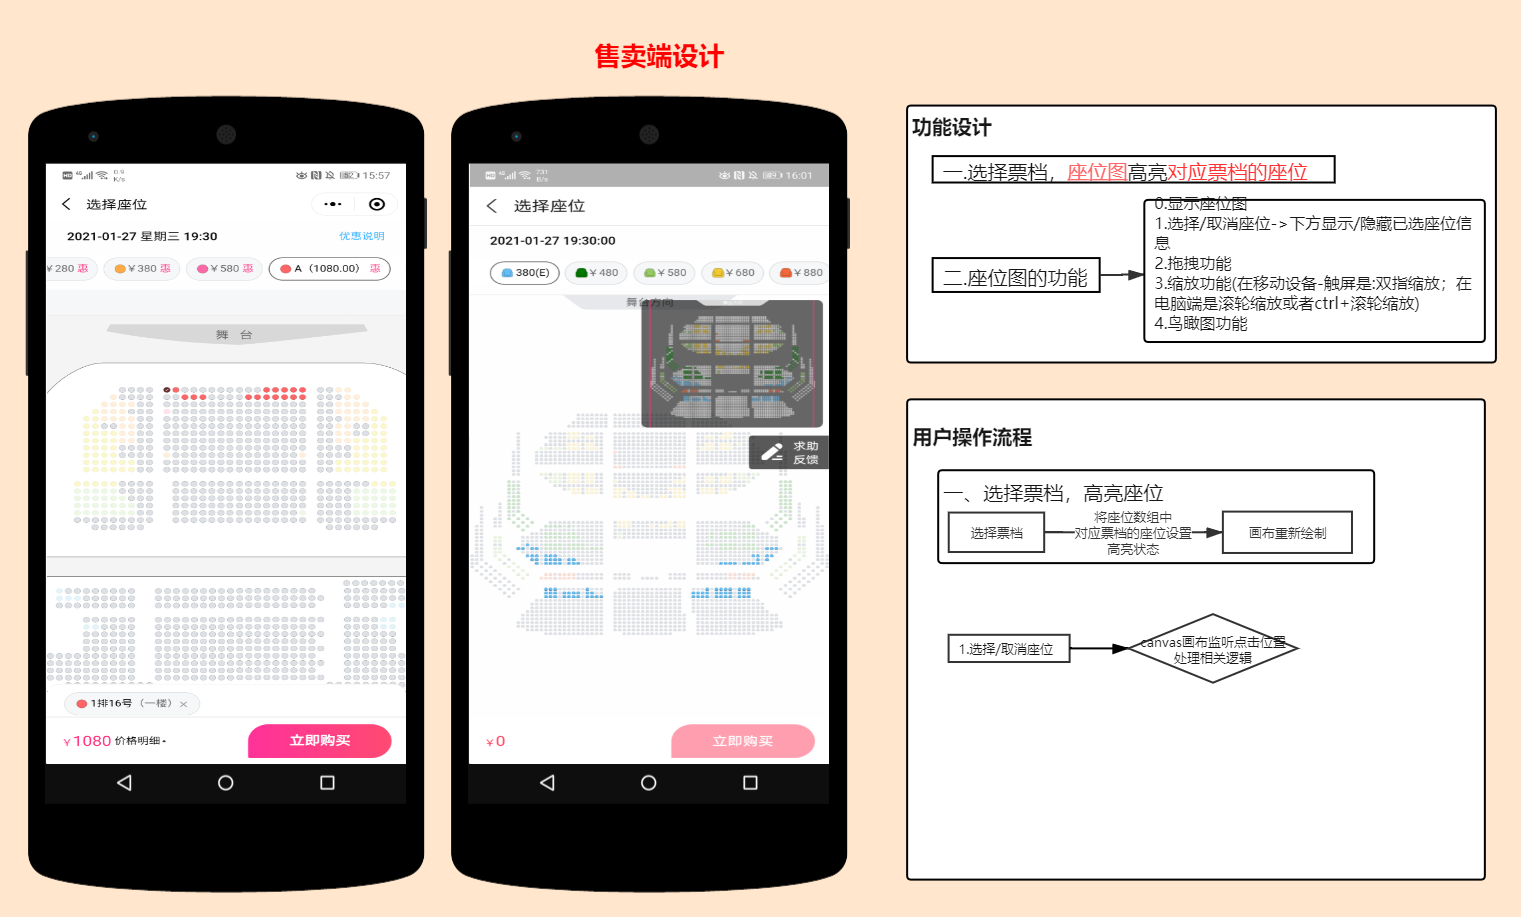 售卖端设计
HD 4G 0.9 K/s 15:57
选择座位
2021-01-27 星期三 19:30
优惠说明
¥280 惠
¥380 惠
¥580 惠
A（1080.00） 惠
舞 台
1排16号（一楼）×
¥1080 价格明细
立即购买
HD 4G 731 B/s 16:01
选择座位
2021-01-27 19:30:00
380(E)
¥480
¥580
¥680
¥880
舞台方向
求助
反馈
¥0
立即购买
功能设计
一.选择票档，座位图高亮对应票档的座位
二.座位图的功能
0.显示座位图
1.选择/取消座位->下方显示/隐藏已选座位信
息
2.拖拽功能
3.缩放功能(在移动设备-触屏是:双指缩放；在
电脑端是滚轮缩放或者ctrl+滚轮缩放)
4.鸟瞰图功能
用户操作流程
一、选择票档，高亮座位
选择票档
将座位数组中
对应票档的座位设置
高亮状态
画布重新绘制
1.选择/取消座位
canvas画布监听点击位置
处理相关逻辑